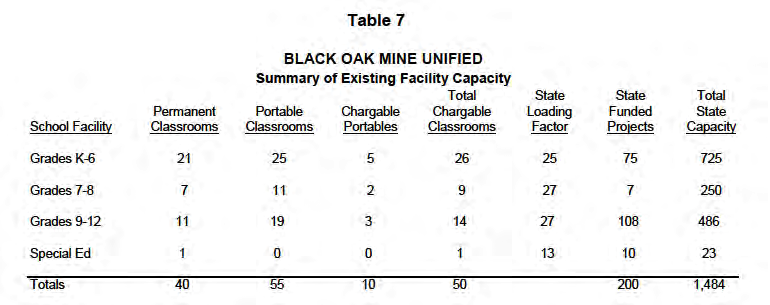 Table 7
BLACK OAK MINE UNIFIED
Summary of Existing Facility Capacity
Total State State Total
Permanent Portable Chargable Chargable Loading Funded State
School Facility Classrooms Classrooms Portables Classrooms Factor Projects Capacity
Grades K-6 21 25 5 26 25 75 725
Grades 7-8 7 11 2 9 27 7 250
Grades 9-12 11 19 3 14 27 108 486
Special Ed 1 0 0 1 13 10 23
Totals 40 55 10 50 200 1,484